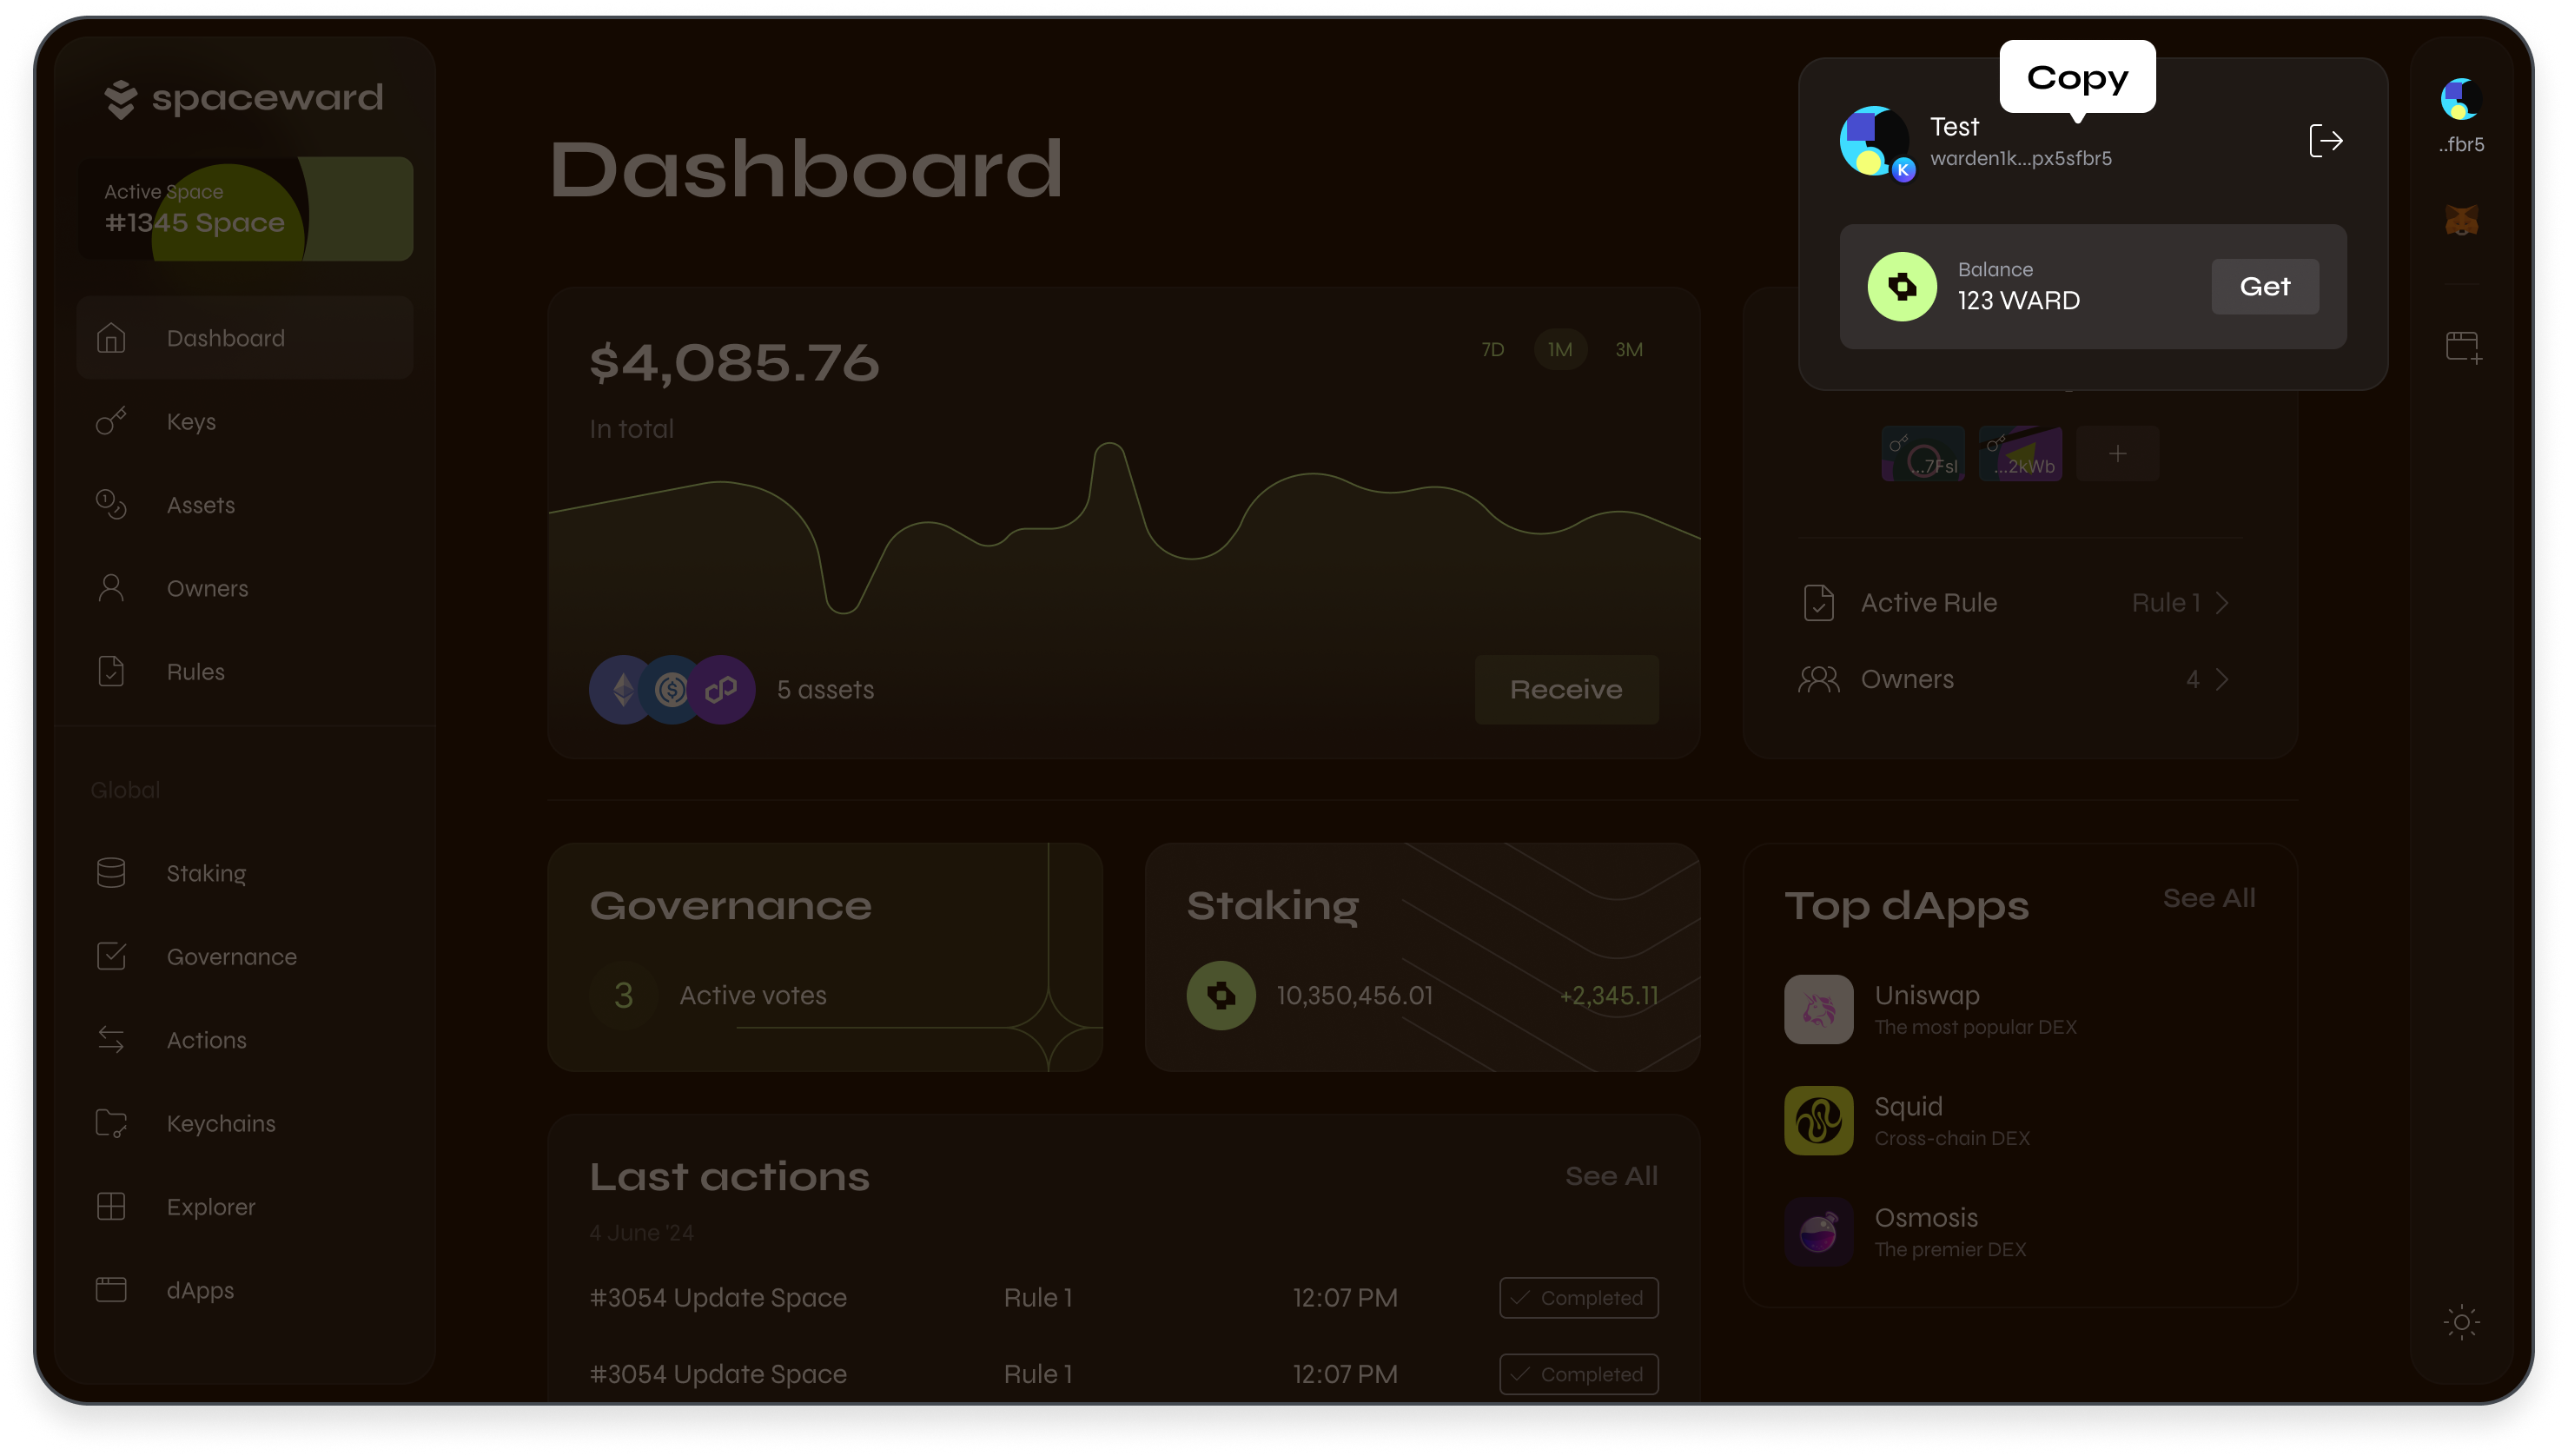 spaceward
Active Space
#1345 Space
Dashboard
Keys
Assets
Owners
Rules
Global
Staking
Governance
Actions
Keychains
Explorer
dApps
Dashboard
$4,085.76
In total
7D 1M 3M
5 assets
Receive
Copy
Test
warden1k...px5sfbr5
K
Balance
123 WARD
Get
...7Fsl
...2kWb
+
Active Rule
Rule 1
Owners
4
Governance
3
Active votes
Staking
10,350,456.01
+2,345.11
Top dApps
See All
Uniswap
The most popular DEX
Squid
Cross-chain DEX
Osmosis
The premier DEX
Last actions
See All
4 June '24
#3054 Update Space Rule 1 12:07 PM Completed
#3054 Update Space Rule 1 12:07 PM Completed
..fbr5